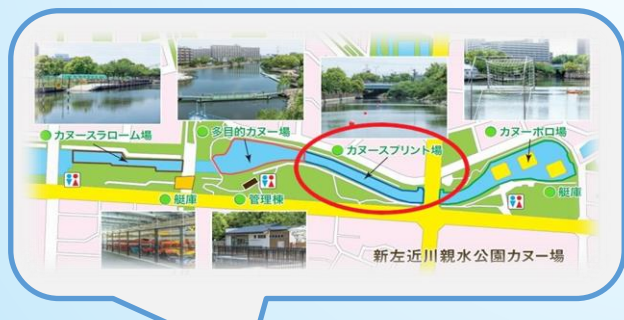 カヌースラローム場
多目的カヌー場
カヌースプリント場
カヌーポロ場
艇庫
管理棟
艇庫
新左近川親水公園カヌー場